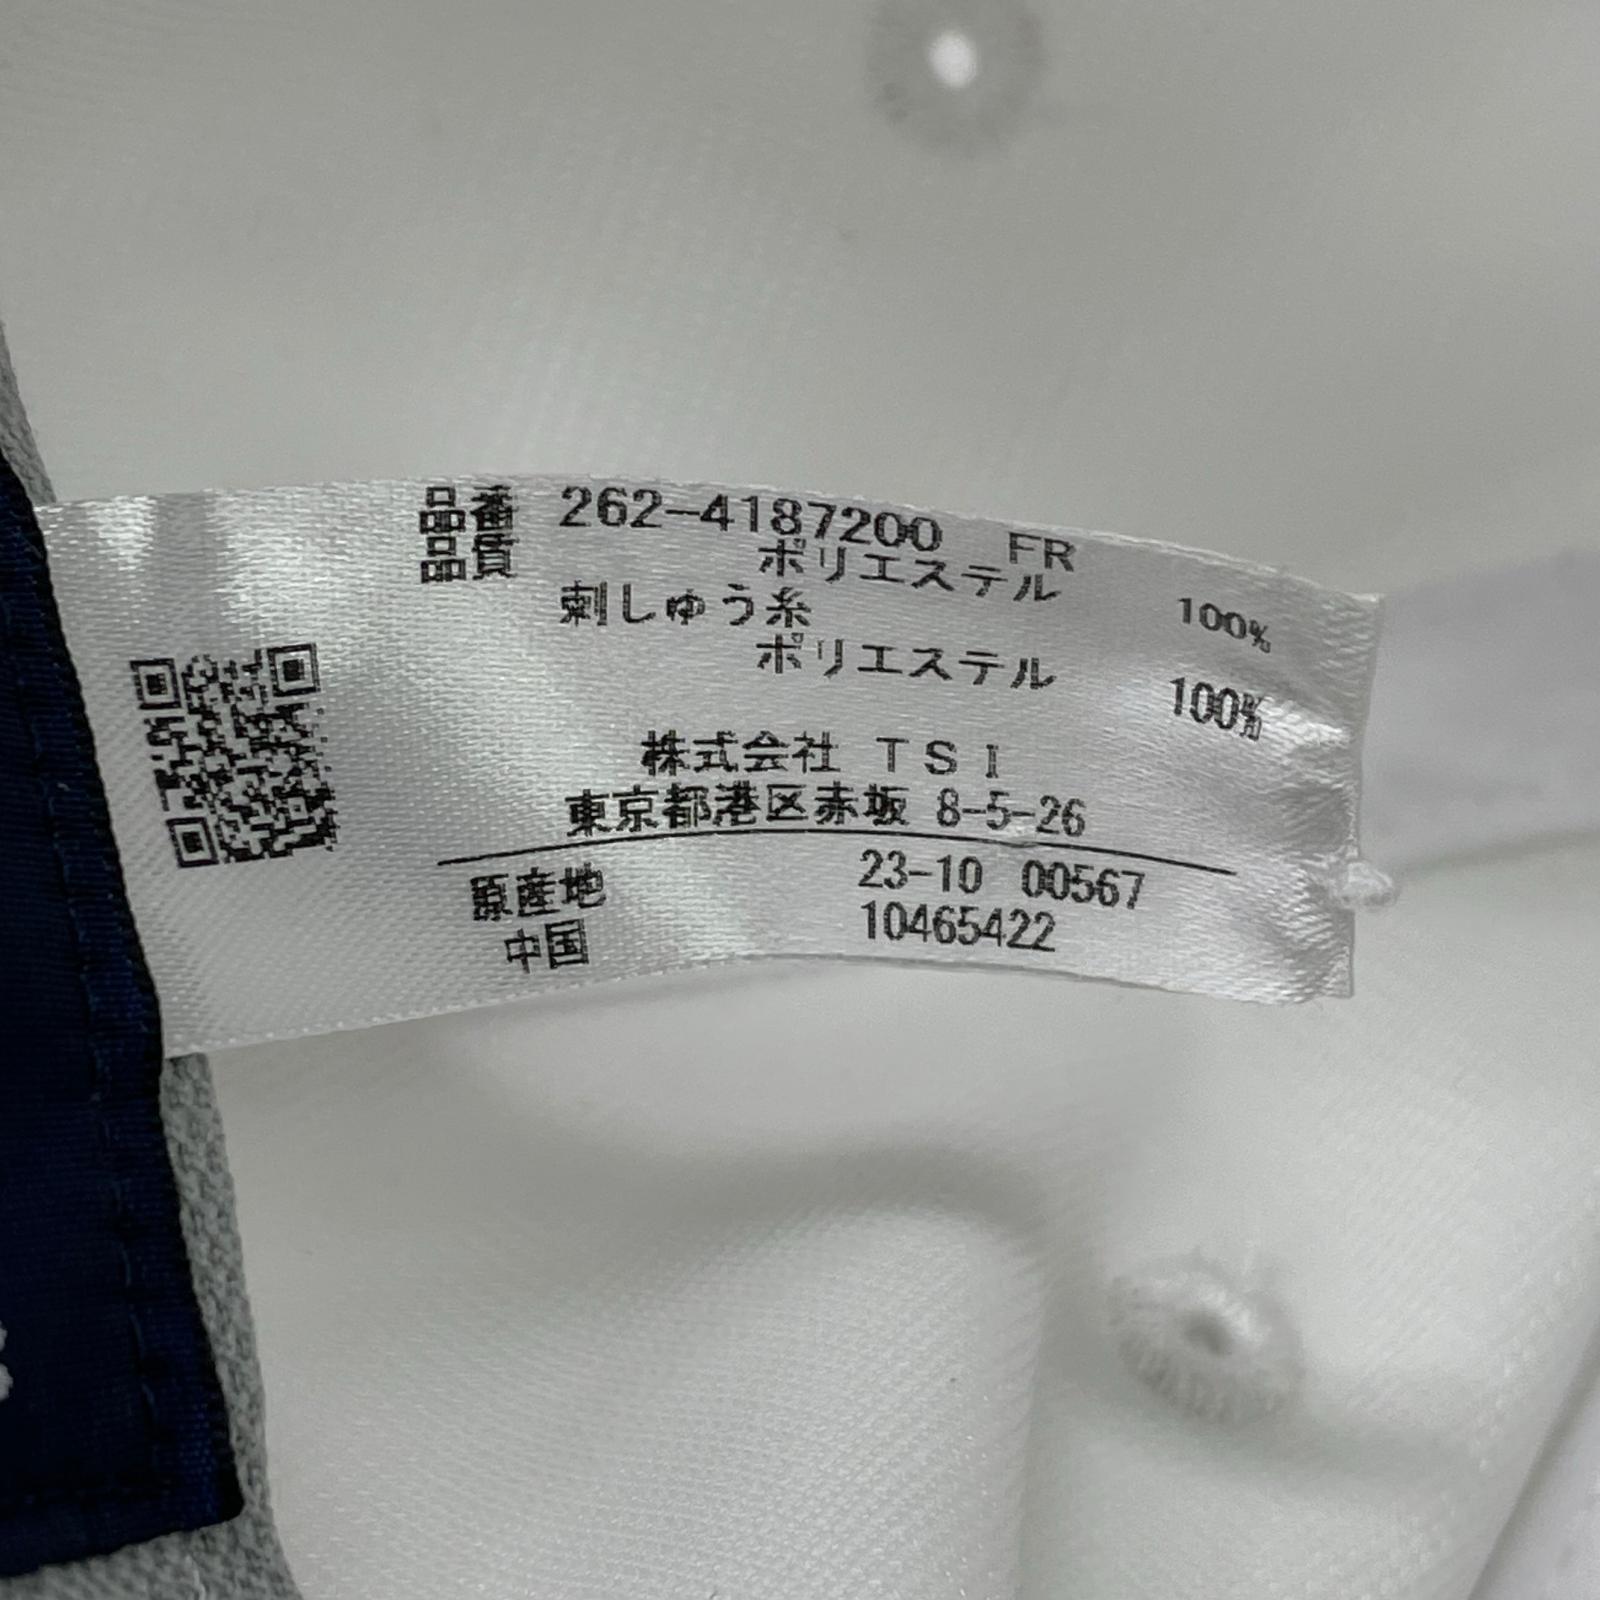 品番 262-4187200 FR
品質 ポリエステル 100%
刺しゅう糸
ポリエステル 100%
株式会社 TSI
東京都港区赤坂 8-5-26
原産地 23-10 00567
中国 10465422